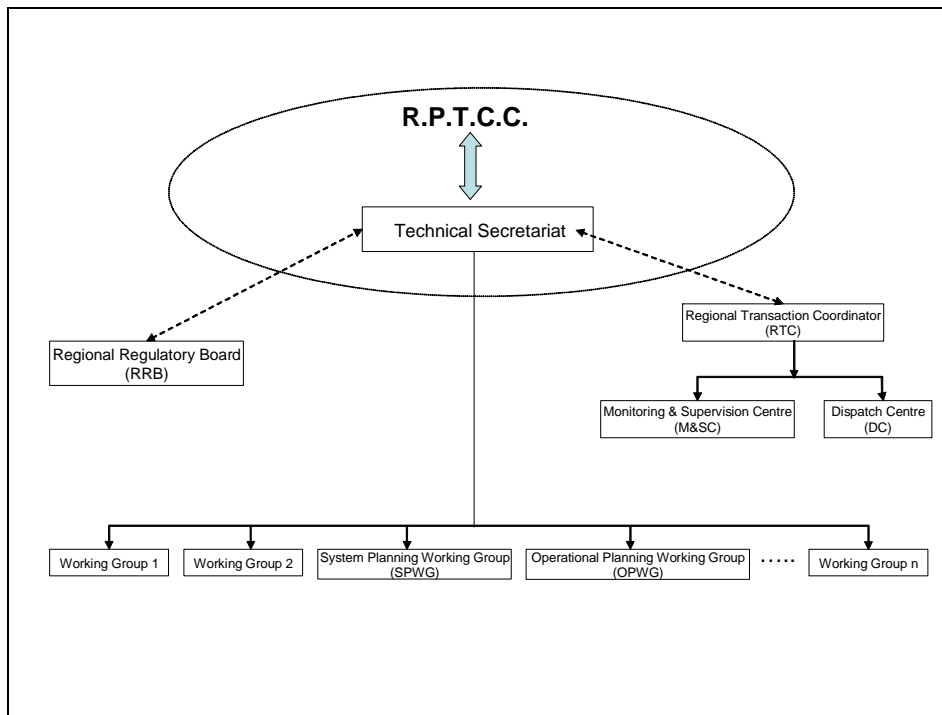 R.P.T.C.C.
Technical Secretariat
Regional Transaction Coordinator
(RTC)
Regional Regulatory Board
(RRB)
Monitoring & Supervision Centre
(M&SC)
Dispatch Centre
(DC)
Working Group 1
Working Group 2
System Planning Working Group
(SPWG)
Operational Planning Working Group
(OPWG)
.....
Working Group n